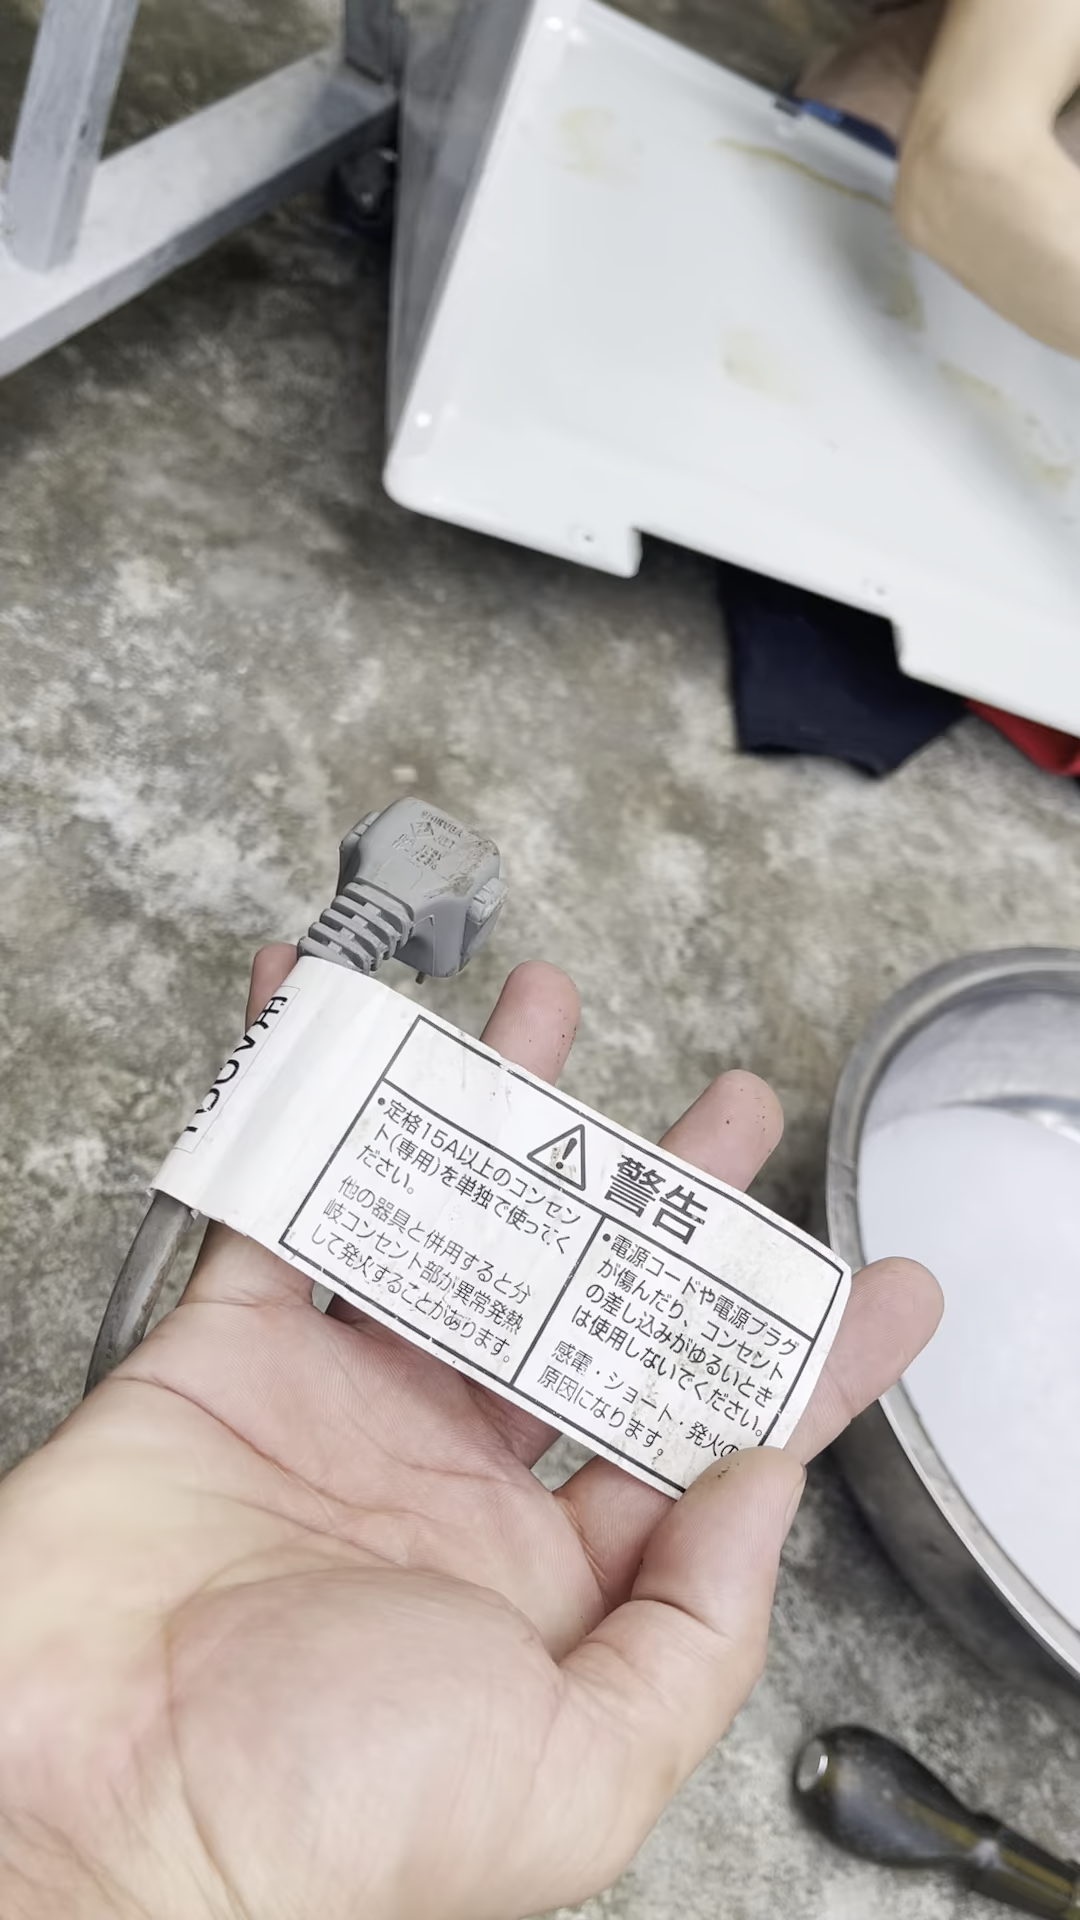 100V用
警告
・定格15A以上のコンセン
ト(専用)を単独で使ってく
ださい。
他の器具と併用すると分
岐コンセント部が異常発熱
して発火することがあります。
・電源コードや電源プラグ
が傷んだり、コンセント
の差し込みがゆるいとき
は使用しないでください。
感電・ショート・発火の
原因になります。